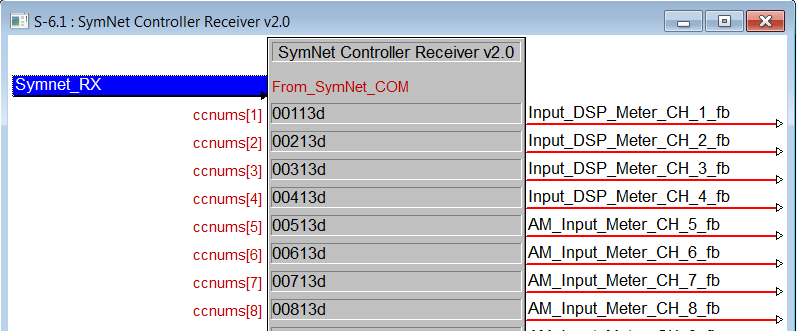 S-6.1 : SymNet Controller Receiver v2.0
SymNet Controller Receiver v2.0
Symnet_RX From_SymNet_COM
ccnums[1] 00113d Input_DSP_Meter_CH_1_fb
ccnums[2] 00213d Input_DSP_Meter_CH_2_fb
ccnums[3] 00313d Input_DSP_Meter_CH_3_fb
ccnums[4] 00413d Input_DSP_Meter_CH_4_fb
ccnums[5] 00513d AM_Input_Meter_CH_5_fb
ccnums[6] 00613d AM_Input_Meter_CH_6_fb
ccnums[7] 00713d AM_Input_Meter_CH_7_fb
ccnums[8] 00813d AM_Input_Meter_CH_8_fb